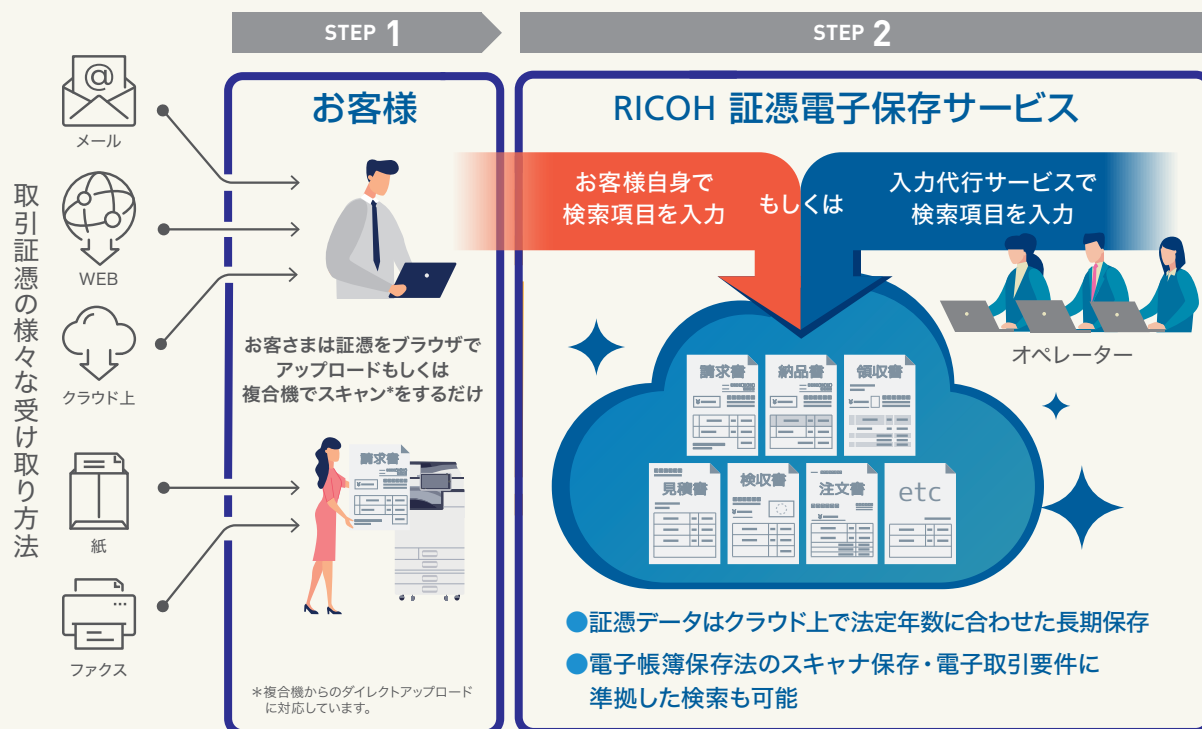 STEP 1
STEP 2
取引証憑の様々な受け取り方法
メール
WEB
クラウド上
紙
ファクス
お客様
お客さまは証憑をブラウザで
アップロードもしくは
複合機でスキャン*をするだけ
請求書
*複合機からのダイレクトアップロード
に対応しています。
RICOH 証憑電子保存サービス
お客様自身で
検索項目を入力
もしくは
入力代行サービスで
検索項目を入力
オペレーター
請求書
納品書
領収書
見積書
検収書
注文書
etc
●証憑データはクラウド上で法定年数に合わせた長期保存
●電子帳簿保存法のスキャナ保存・電子取引要件に
準拠した検索も可能